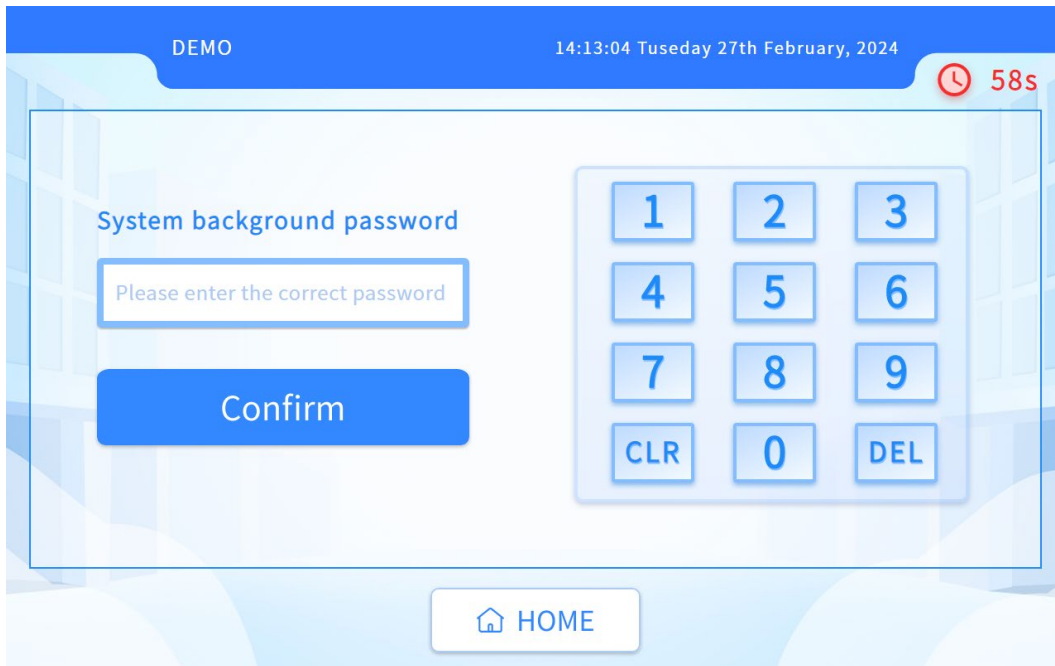 DEMO
14:13:04 Tuseday 27th February, 2024
58s
System background password
Please enter the correct password
Confirm
1 2 3
4 5 6
7 8 9
CLR 0 DEL
HOME